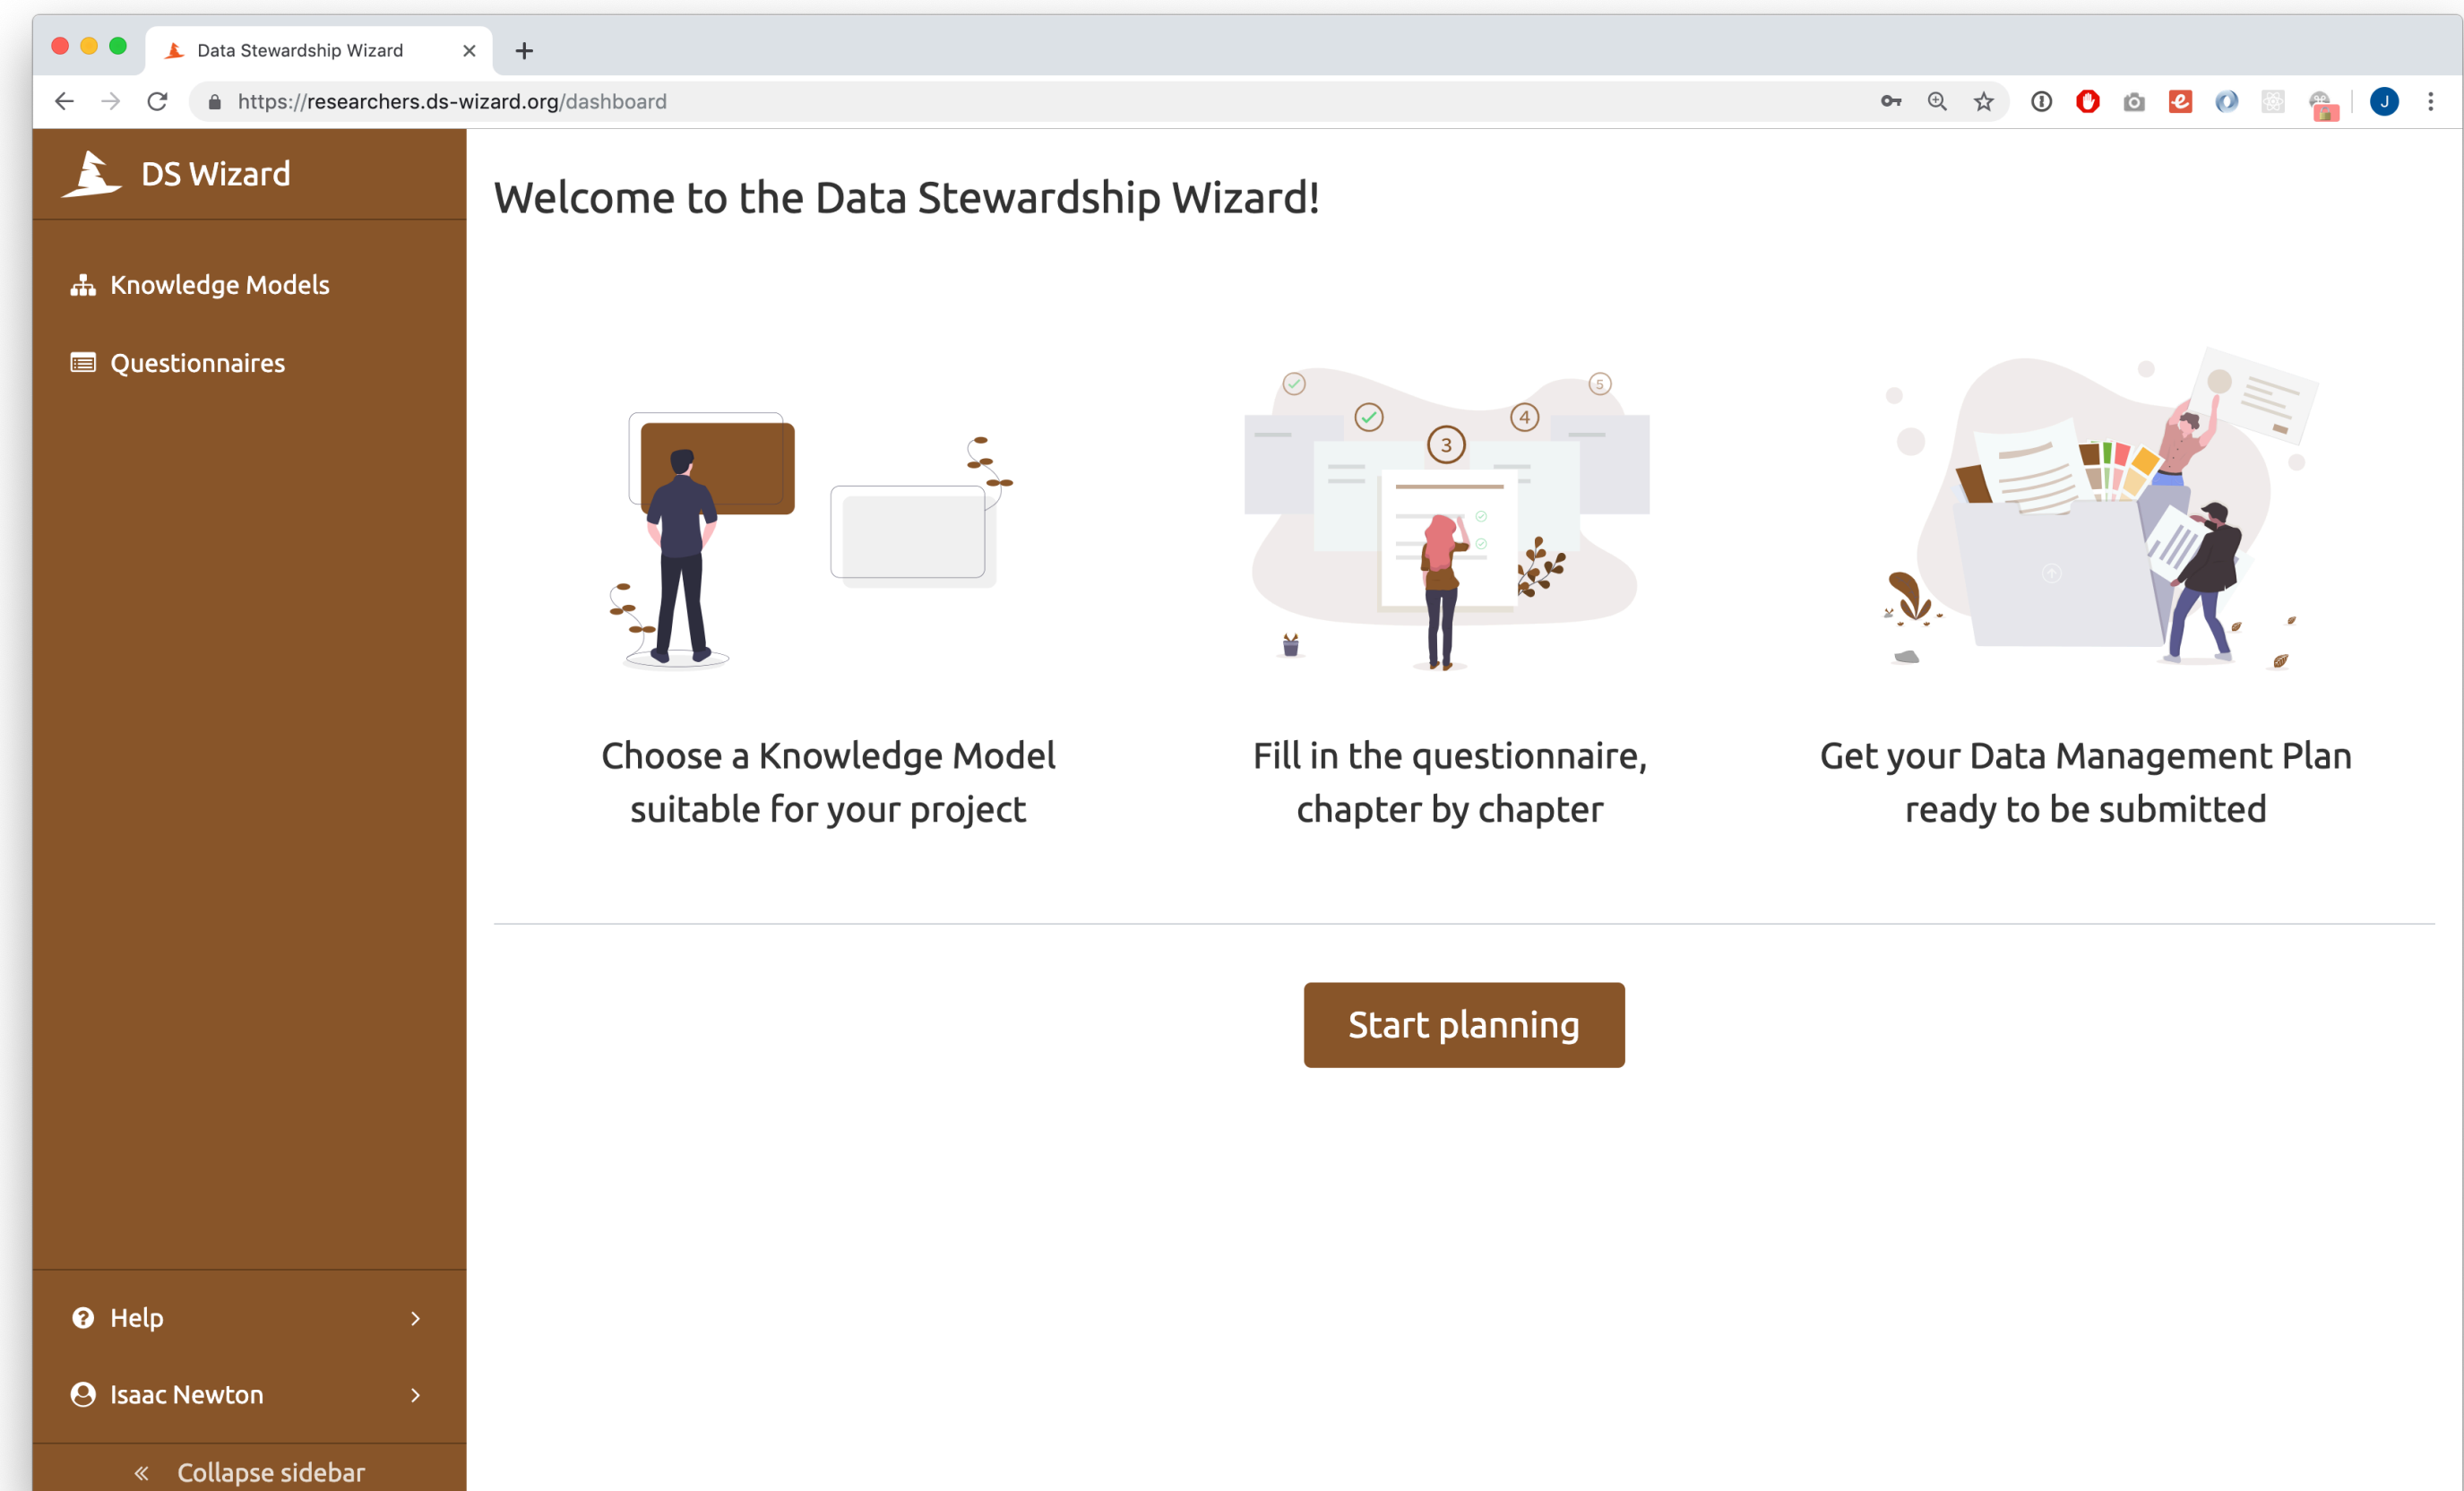 Data Stewardship Wizard
https://researchers.ds-wizard.org/dashboard
J
DS Wizard
Knowledge Models
Questionnaires
Welcome to the Data Stewardship Wizard!
5
4
3
Choose a Knowledge Model
suitable for your project
Fill in the questionnaire,
chapter by chapter
Get your Data Management Plan
ready to be submitted
Start planning
Help
Isaac Newton
Collapse sidebar